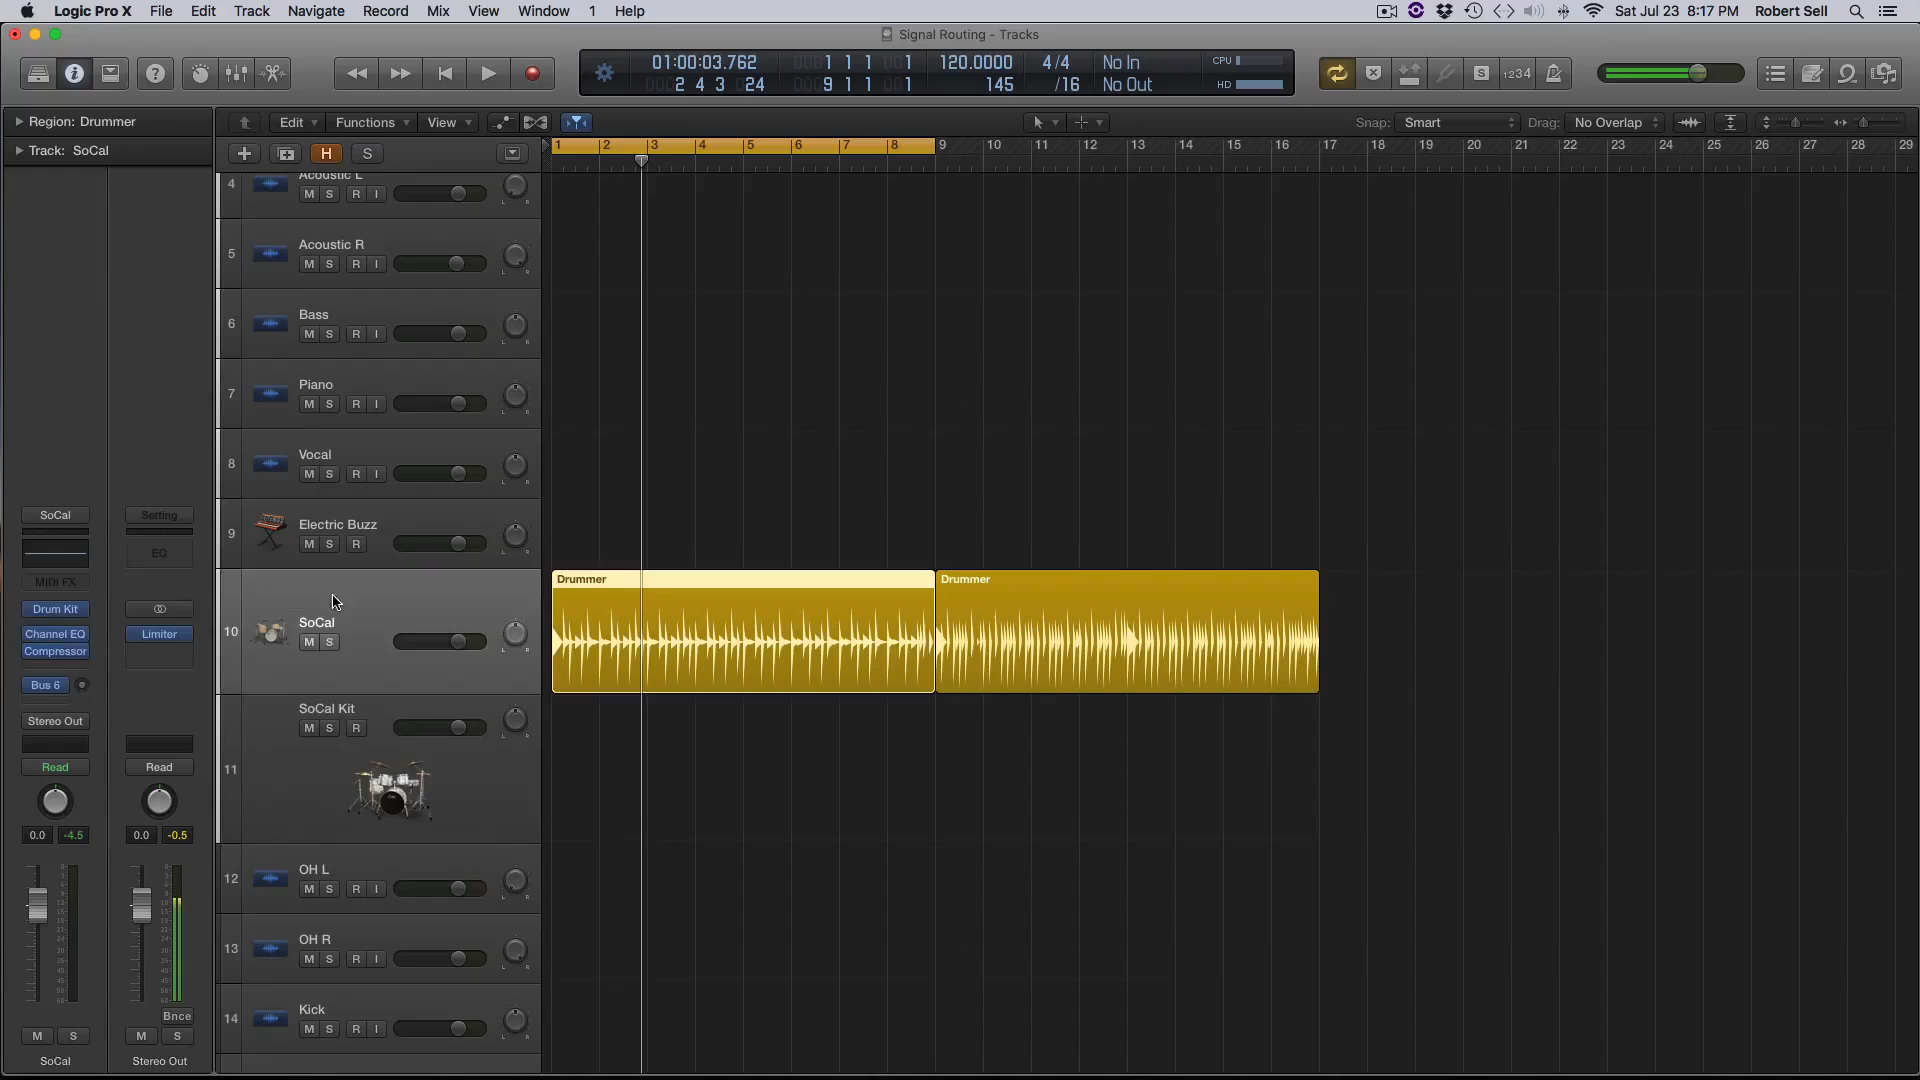 Logic Pro X File Edit Track Navigate Record Mix View Window 1 Help Sat Jul 23 8:17 PM Robert Sell
Signal Routing - Tracks
01:00:03.762 1 1 1 1 120.0000 4/4 No In CPU
2 4 3 24 9 1 1 1 145 /16 No Out HD
S 1234
Region: Drummer
Track: SoCal
Edit Functions View Snap: Smart Drag: No Overlap
H S
1 2 3 4 5 6 7 8 9 10 11 12 13 14 15 16 17 18 19 20 21 22 23 24 25 26 27 28 29
4 Acoustic L
M S R I L R
5 Acoustic R
M S R I L R
6 Bass
M S R I L R
7 Piano
M S R I L R
8 Vocal
M S R I L R
9 Electric Buzz
M S R L R
10 SoCal
M S L R
Drummer Drummer
11 SoCal Kit
M S R L R
12 OH L
M S R I L R
13 OH R
M S R I L R
14 Kick
M S R I L R
SoCal Setting
EQ
MIDI FX
Drum Kit
Channel EQ Limiter
Compressor
Bus 6
Stereo Out
Read Read
0.0 -4.5 0.0 -0.5
Bnce
M S M S
SoCal Stereo Out